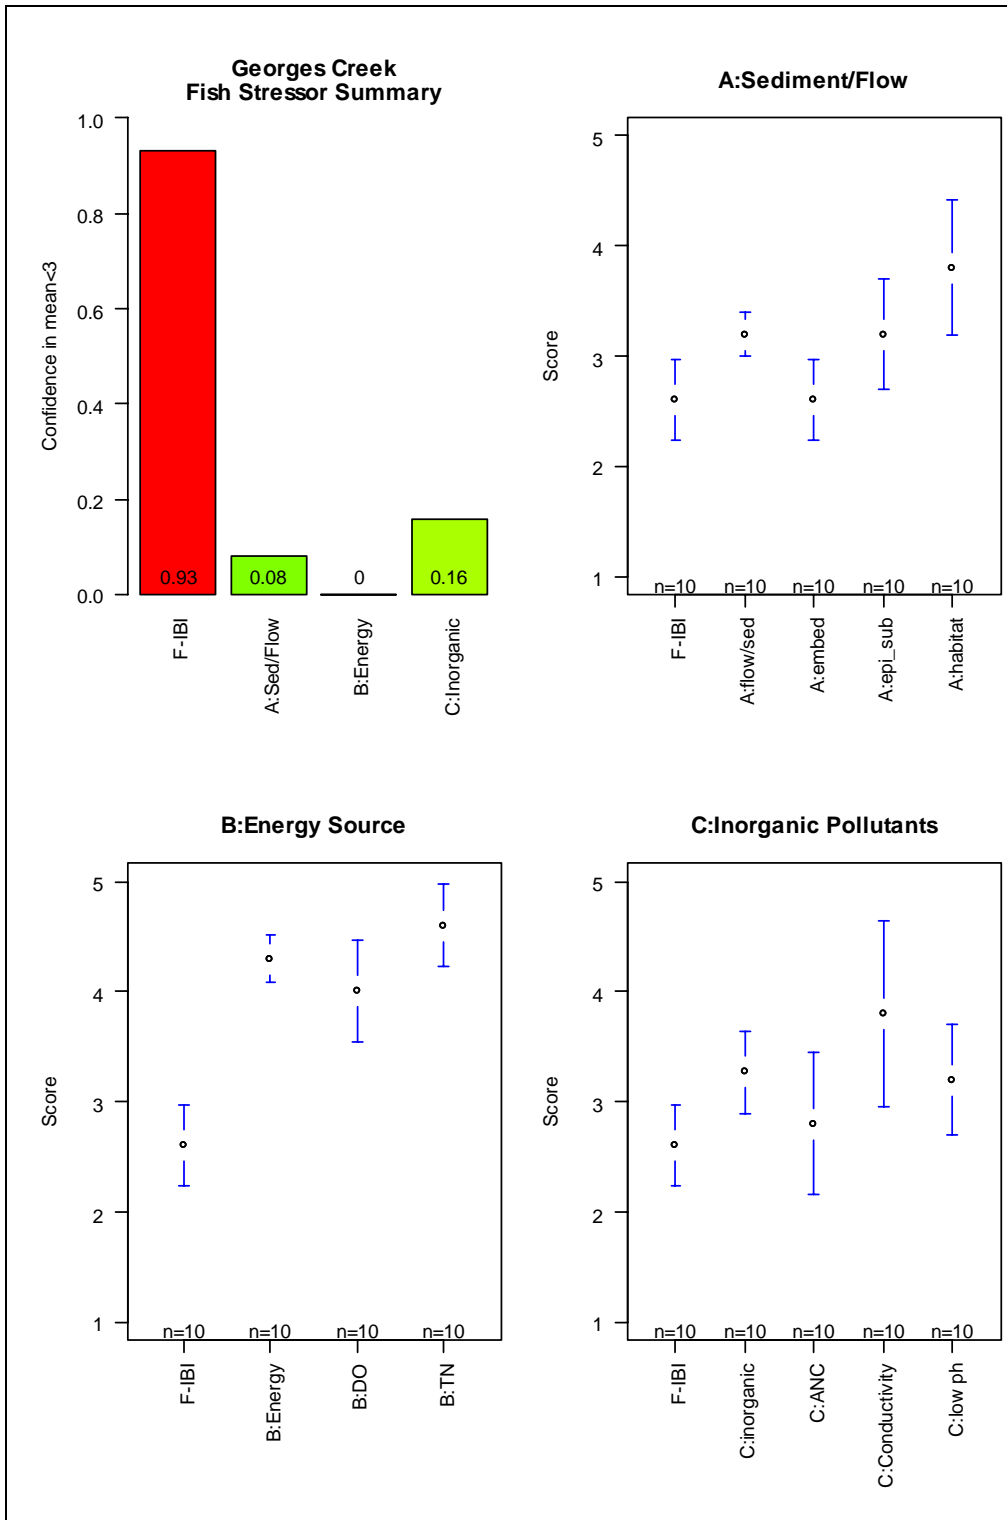 Georges Creek
Fish Stressor Summary
Confidence in mean<3
1.0
0.8
0.6
0.4
0.2
0.0
0.93
0.08
0
0.16
F-IBI
A:Sed/Flow
B:Energy
C:Inorganic
A:Sediment/Flow
Score
5
4
3
2
1
n=10
n=10
n=10
n=10
n=10
F-IBI
A:flow/sed
A:embed
A:epi_sub
A:habitat
B:Energy Source
Score
5
4
3
2
1
n=10
n=10
n=10
n=10
F-IBI
B:Energy
B:DO
B:TN
C:Inorganic Pollutants
Score
5
4
3
2
1
n=10
n=10
n=10
n=10
n=10
F-IBI
C:inorganic
C:ANC
C:Conductivity
C:low ph